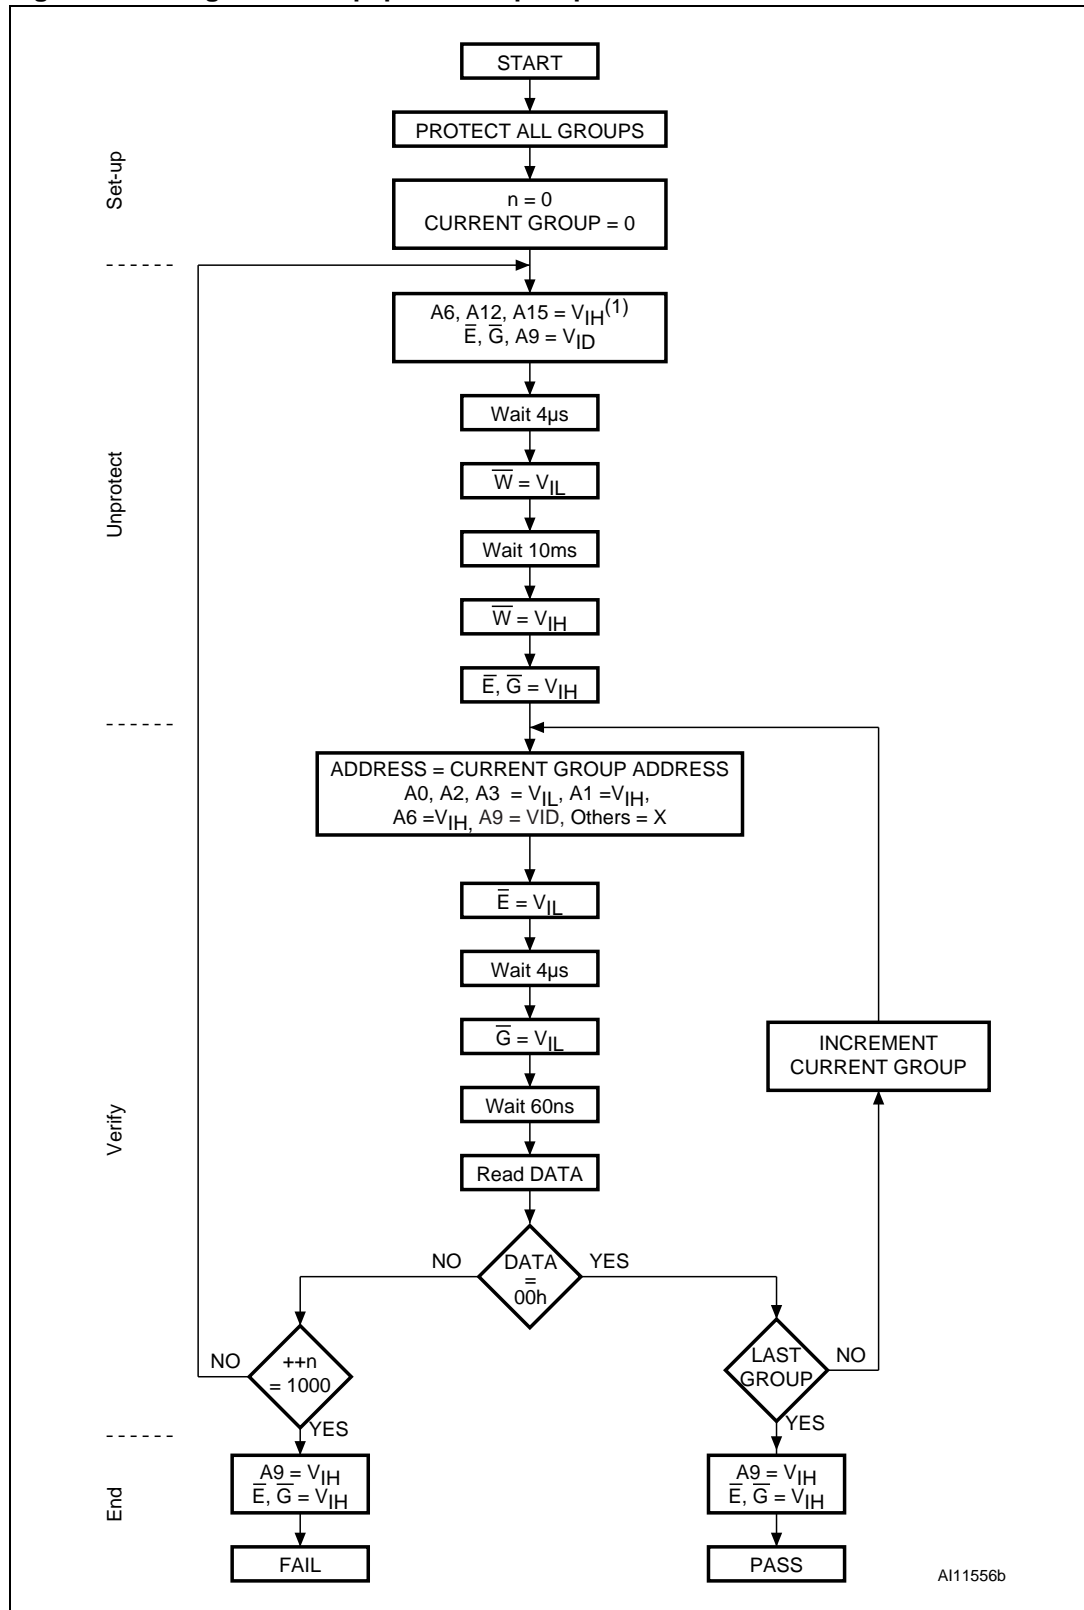 START
PROTECT ALL GROUPS
Set-up
n = 0
CURRENT GROUP = 0
A6, A12, A15 = VIH(1)
E̅, G̅, A9 = VID
Wait 4µs
Unprotect
W̅ = VIL
Wait 10ms
W̅ = VIH
E̅, G̅ = VIH
ADDRESS = CURRENT GROUP ADDRESS
A0, A2, A3 = VIL, A1 =VIH,
A6 =VIH, A9 = VID, Others = X
E̅ = VIL
Wait 4µs
G̅ = VIL
INCREMENT
CURRENT GROUP
Wait 60ns
Verify
Read DATA
NO
DATA
=
00h
YES
NO
++n
= 1000
LAST
GROUP
NO
YES
YES
End
A9 = VIH
E̅, G̅ = VIH
A9 = VIH
E̅, G̅ = VIH
FAIL
PASS
AI11556b